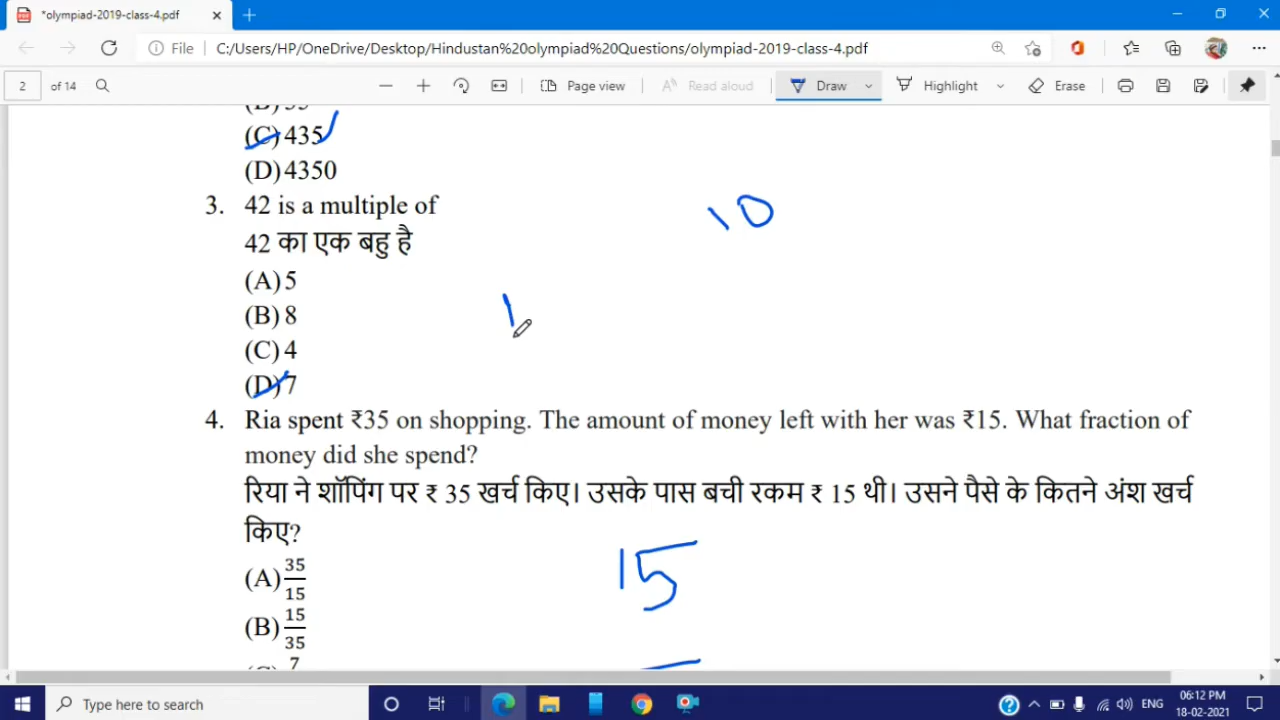 *olympiad-2019-class-4.pdf
File C:/Users/HP/OneDrive/Desktop/Hindustan%20olympiad%20Questions/olympiad-2019-class-4.pdf
2 of 14 Page view Read aloud Draw Highlight Erase
(C) 435
(D) 4350
3. 42 is a multiple of
42 का एक बहु है
(A) 5
(B) 8
(C) 4
(D) 7
10
1
4. Ria spent ₹35 on shopping. The amount of money left with her was ₹15. What fraction of
money did she spend?
रिया ने शॉपिंग पर ₹ 35 खर्च किए। उसके पास बची रकम ₹ 15 थी। उसने पैसे के कितने अंश खर्च
किए?
(A) 35/15
(B) 15/35
15
7
Type here to search
ENG
06:12 PM
18-02-2021